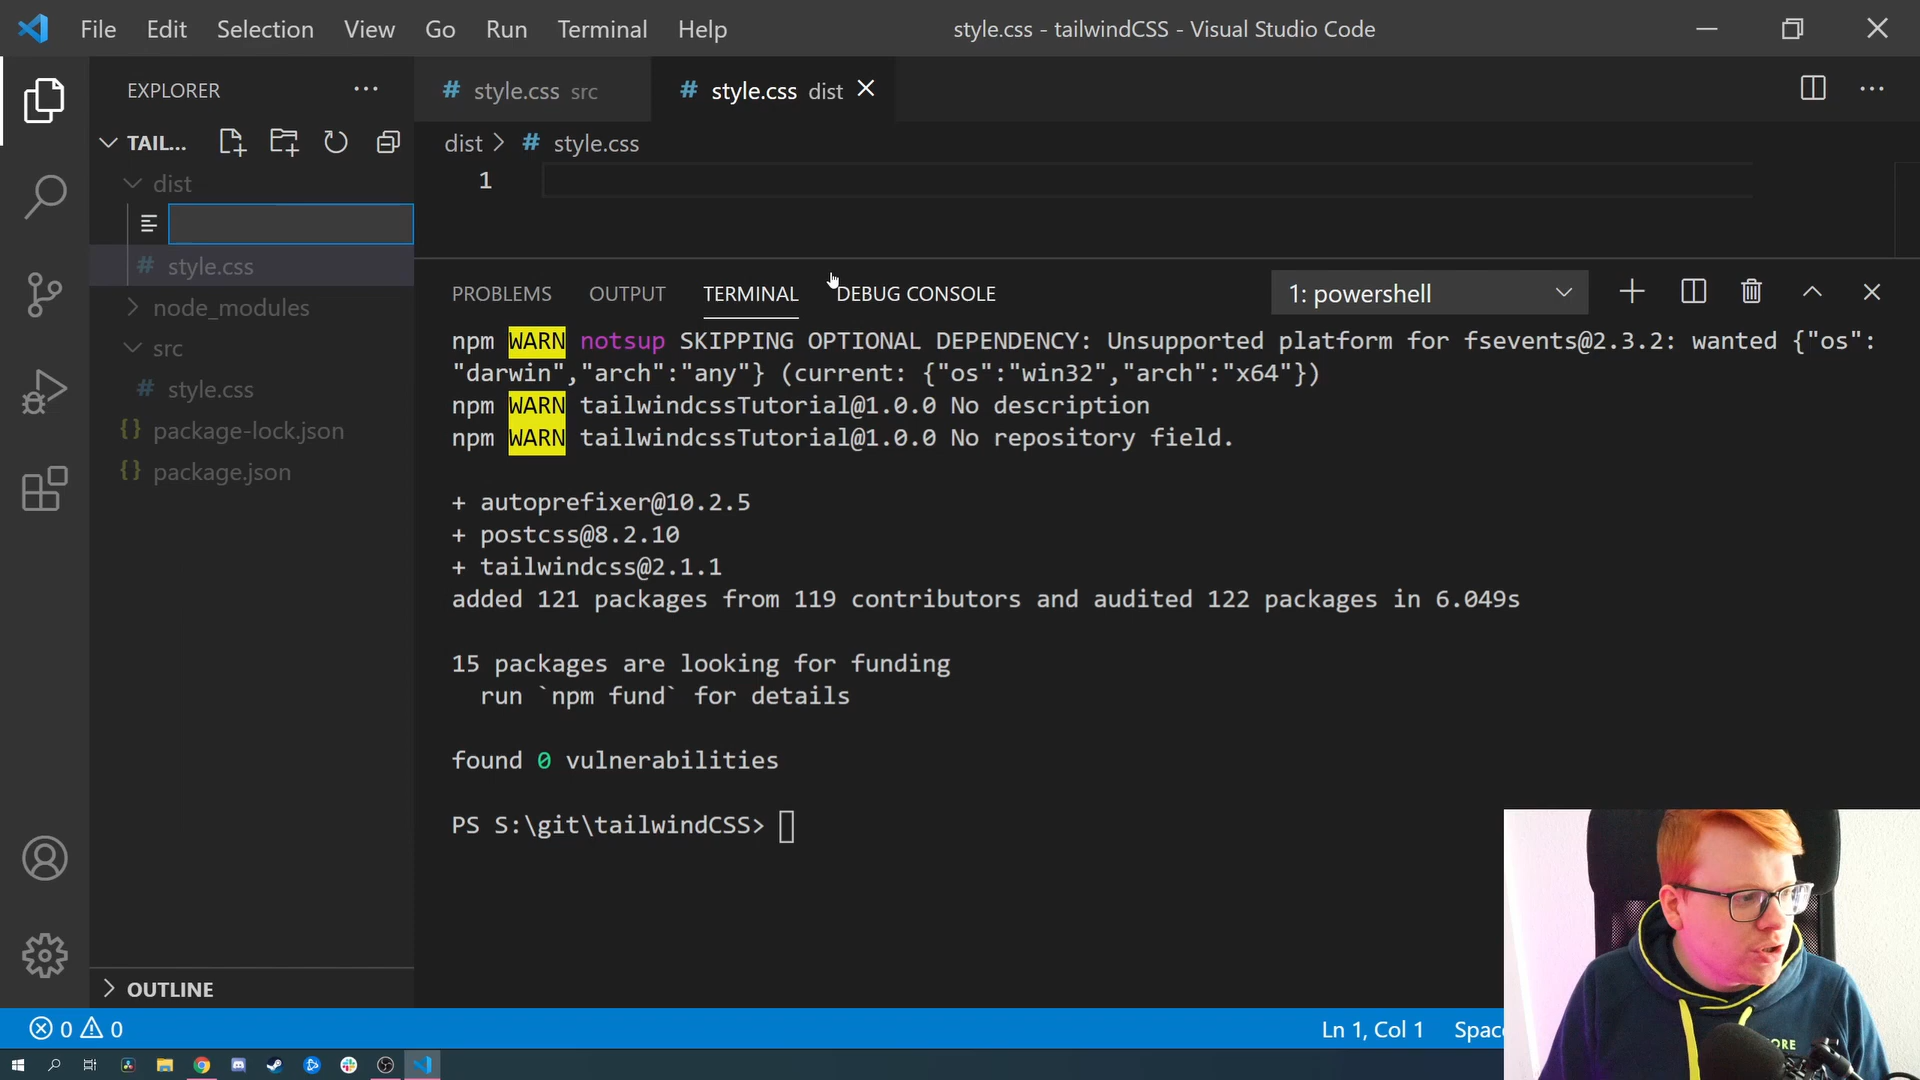 File Edit Selection View Go Run Terminal Help style.css - tailwindCSS - Visual Studio Code
EXPLORER
# style.css src # style.css dist
TAIL...
dist > # style.css
dist
1
# style.css
node_modules
src
# style.css
{} package-lock.json
{} package.json
PROBLEMS OUTPUT TERMINAL DEBUG CONSOLE 1: powershell
npm WARN notsup SKIPPING OPTIONAL DEPENDENCY: Unsupported platform for fsevents@2.3.2: wanted {"os":
"darwin","arch":"any"} (current: {"os":"win32","arch":"x64"})
npm WARN tailwindcssTutorial@1.0.0 No description
npm WARN tailwindcssTutorial@1.0.0 No repository field.
+ autoprefixer@10.2.5
+ postcss@8.2.10
+ tailwindcss@2.1.1
added 121 packages from 119 contributors and audited 122 packages in 6.049s
15 packages are looking for funding
run `npm fund` for details
found 0 vulnerabilities
PS S:\git\tailwindCSS>
OUTLINE
0 0 Ln 1, Col 1 Space
ORE